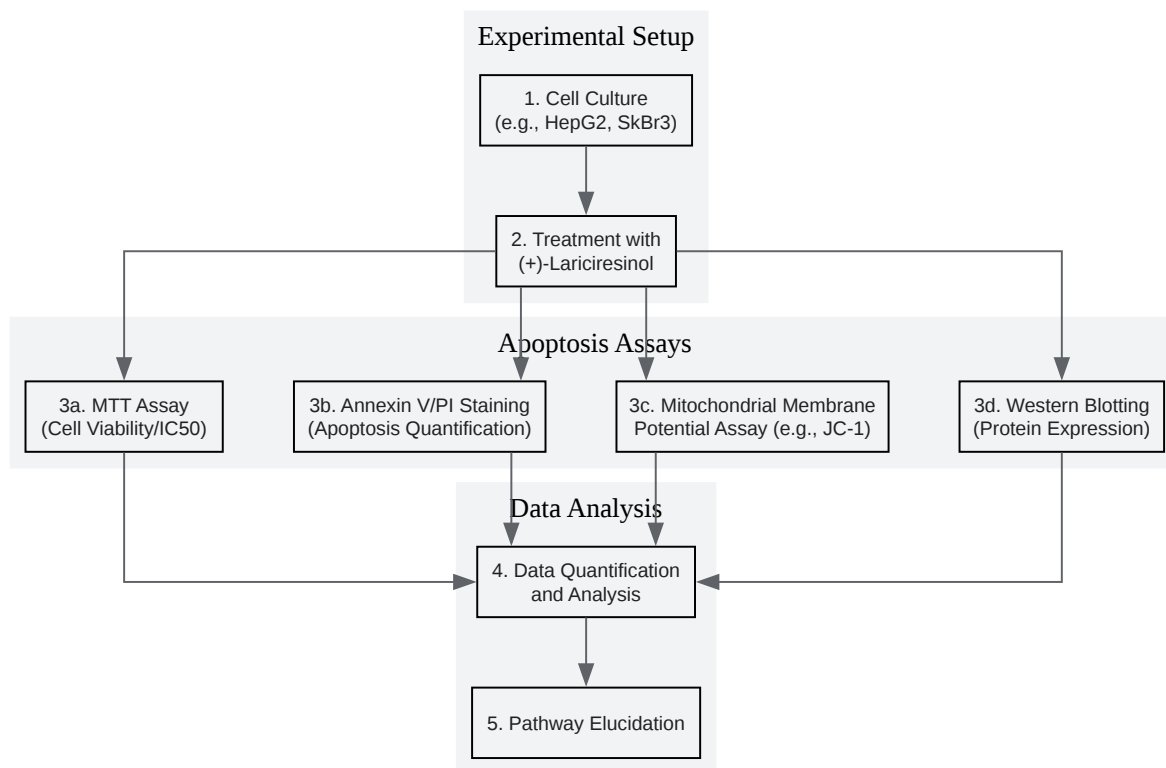 Experimental Setup
1. Cell Culture
(e.g., HepG2, SkBr3)
2. Treatment with
(+)-Lariciresinol
Apoptosis Assays
3a. MTT Assay
(Cell Viability/IC50)
3b. Annexin V/PI Staining
(Apoptosis Quantification)
3c. Mitochondrial Membrane
Potential Assay (e.g., JC-1)
3d. Western Blotting
(Protein Expression)
Data Analysis
4. Data Quantification
and Analysis
5. Pathway Elucidation